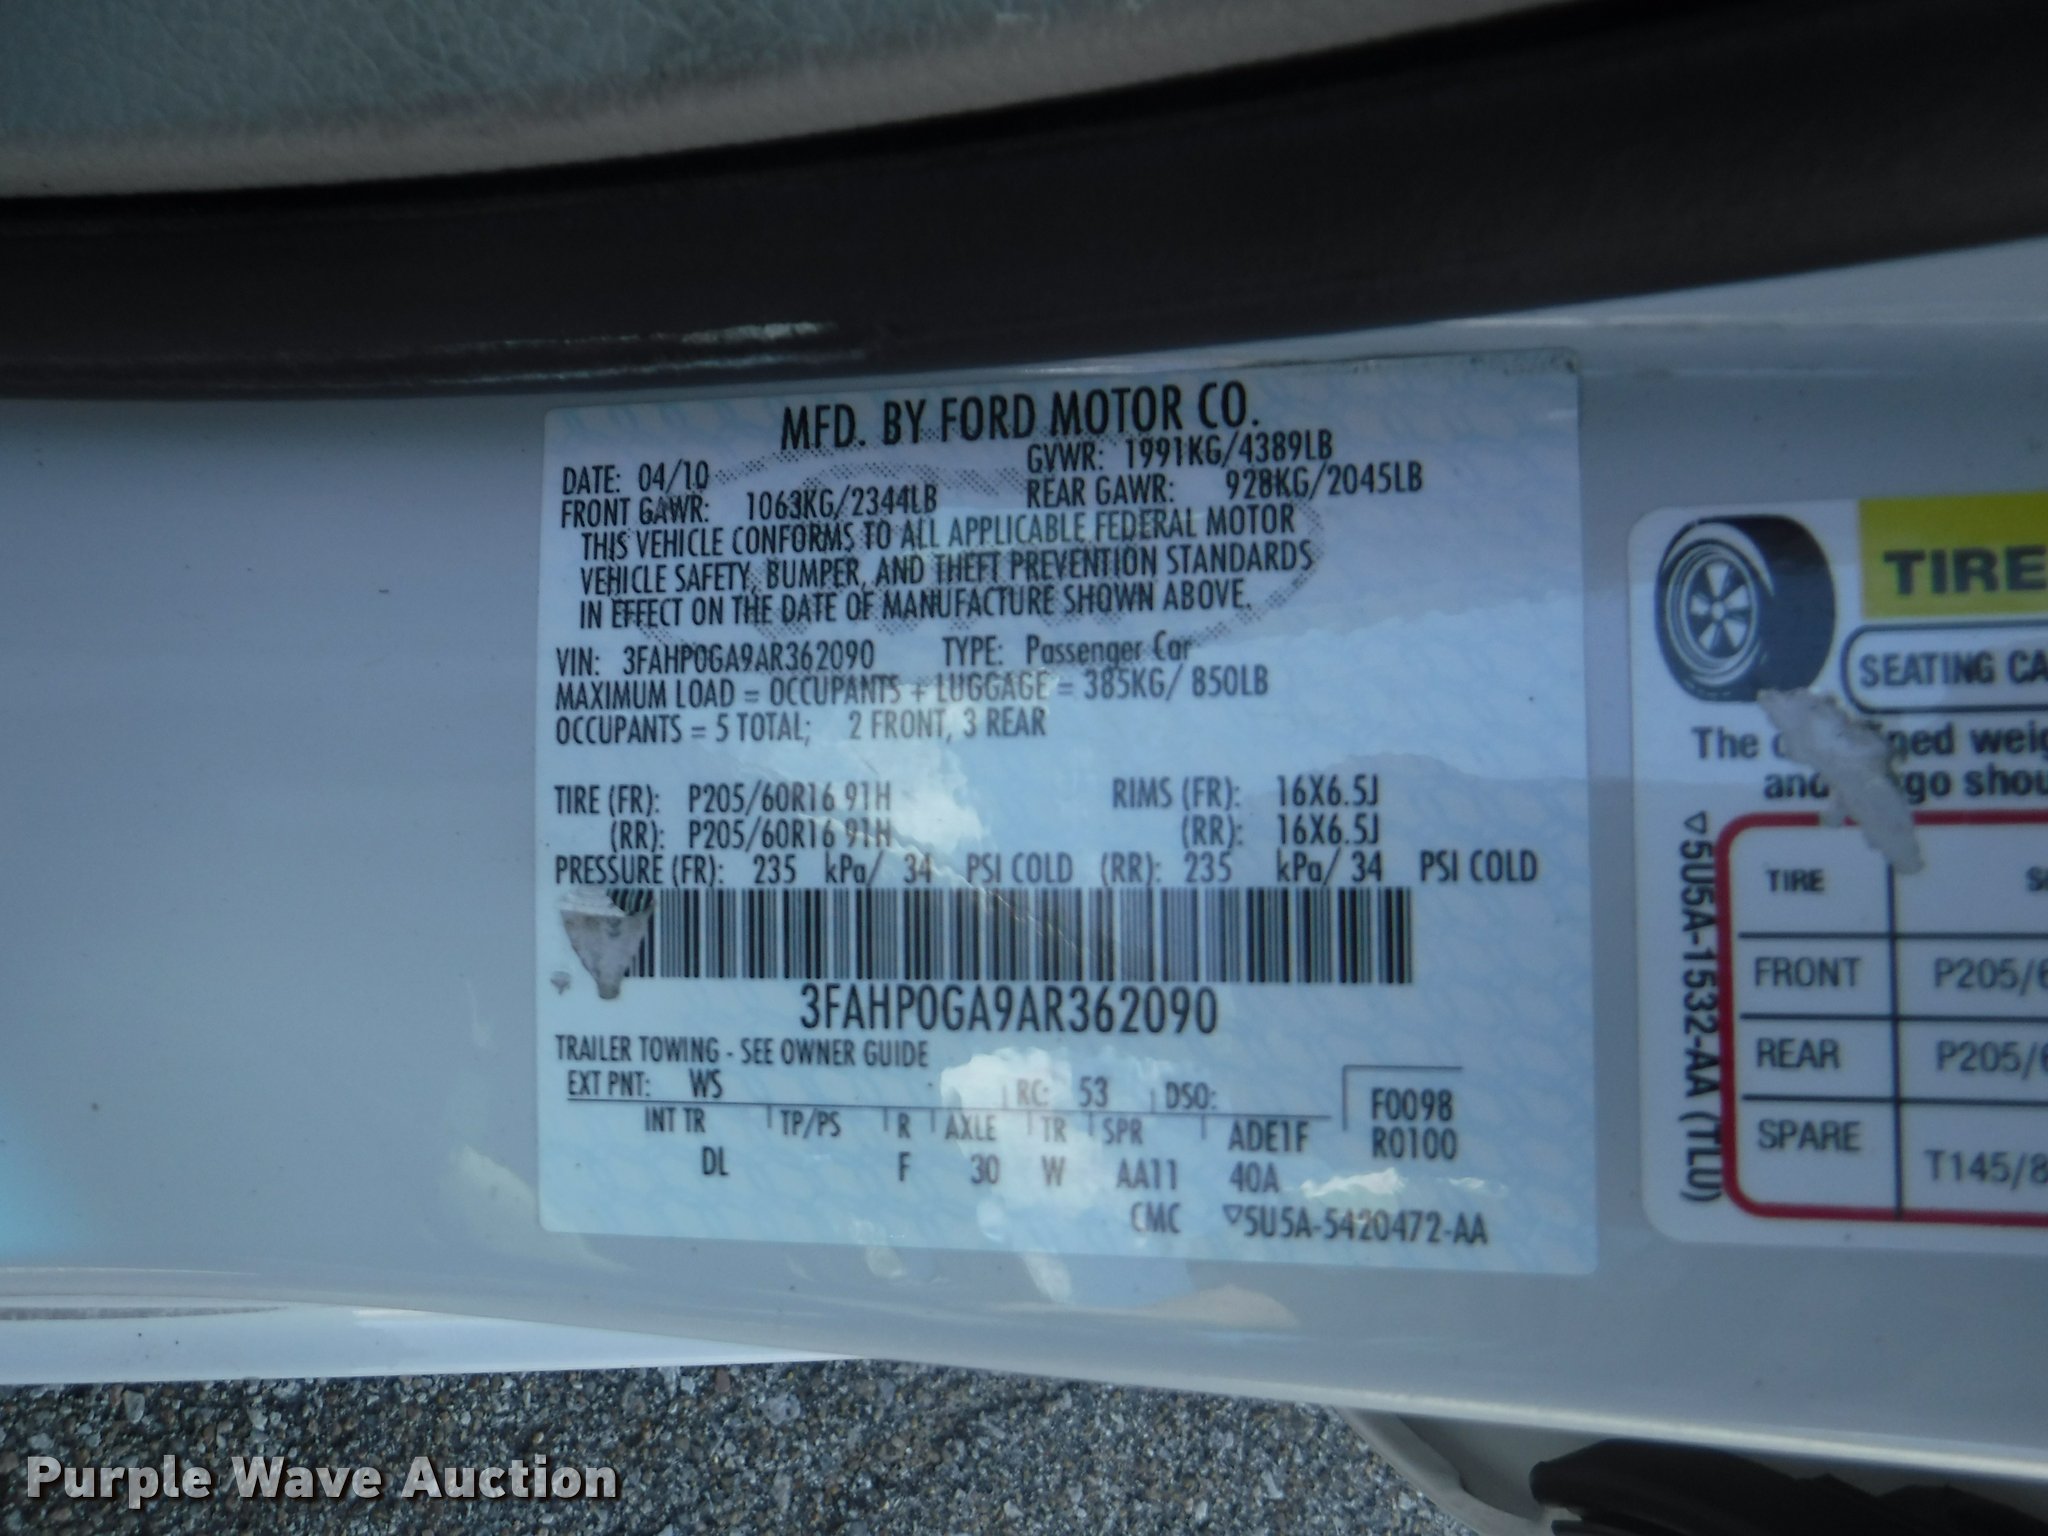 MFD. BY FORD MOTOR CO.
DATE: 04/10 GVWR: 1991KG/4389LB
FRONT GAWR: 1063KG/2344LB REAR GAWR: 928KG/2045LB
THIS VEHICLE CONFORMS TO ALL APPLICABLE FEDERAL MOTOR
VEHICLE SAFETY, BUMPER, AND THEFT PREVENTION STANDARDS
IN EFFECT ON THE DATE OF MANUFACTURE SHOWN ABOVE.
VIN: 3FAHP0GA9AR362090 TYPE: Passenger Car
MAXIMUM LOAD = OCCUPANTS + LUGGAGE = 385KG/ 850LB
OCCUPANTS = 5 TOTAL; 2 FRONT, 3 REAR
TIRE (FR): P205/60R16 91H RIMS (FR): 16X6.5J
(RR): P205/60R16 91H (RR): 16X6.5J
PRESSURE (FR): 235 kPa/ 34 PSI COLD (RR): 235 kPa/ 34 PSI COLD
3FAHP0GA9AR362090
TRAILER TOWING - SEE OWNER GUIDE
EXT PNT: WS RC: 53 DSO: F0098
INT TR TP/PS R AXLE TR SPR ADE1F R0100
DL F 30 W AA11 40A
CMC ▽5U5A-5420472-AA
TIRE
SEATING CA
The weig
and shou
▽5U5A-1532-AA (TLU)
TIRE S
FRONT P205/6
REAR P205/6
SPARE T145/8
Purple Wave Auction